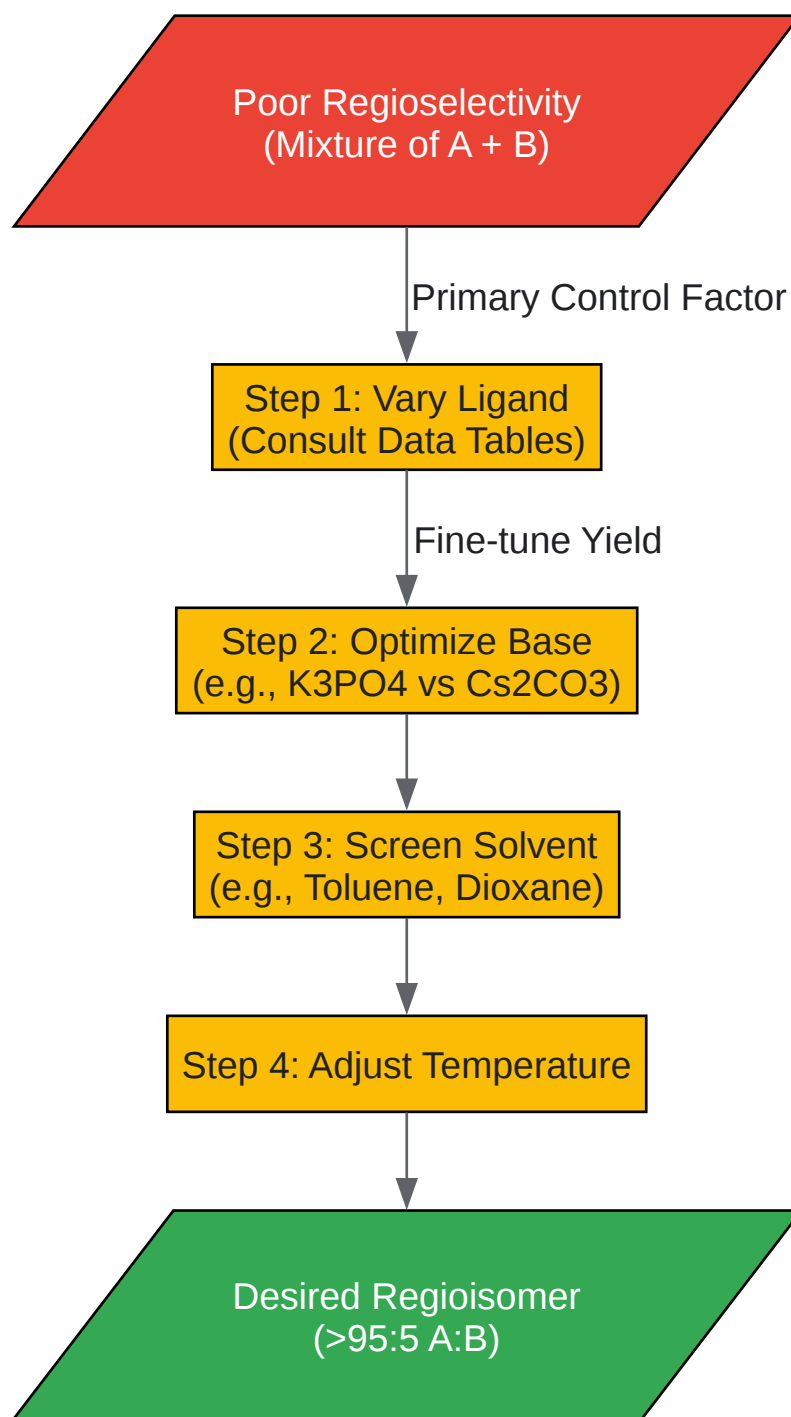 Poor Regioselectivity
(Mixture of A + B)
Primary Control Factor
Step 1: Vary Ligand
(Consult Data Tables)
Fine-tune Yield
Step 2: Optimize Base
(e.g., K3PO4 vs Cs2CO3)
Step 3: Screen Solvent
(e.g., Toluene, Dioxane)
Step 4: Adjust Temperature
Desired Regioisomer
(>95:5 A:B)